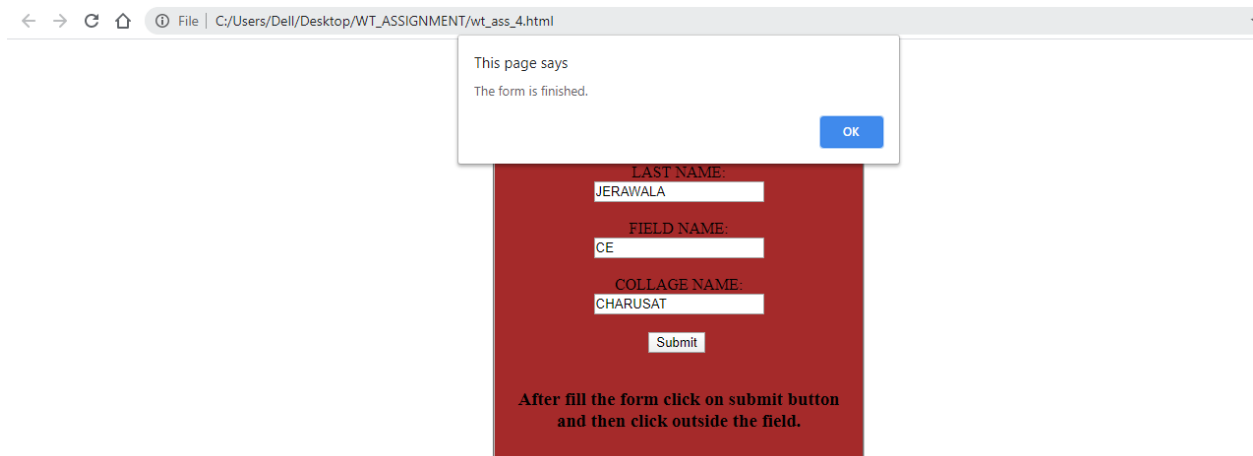 File | C:/Users/Dell/Desktop/WT_ASSIGNMENT/wt_ass_4.html
This page says
The form is finished.
OK
LAST NAME:
JERAWALA
FIELD NAME:
CE
COLLAGE NAME:
CHARUSAT
Submit
After fill the form click on submit button
and then click outside the field.